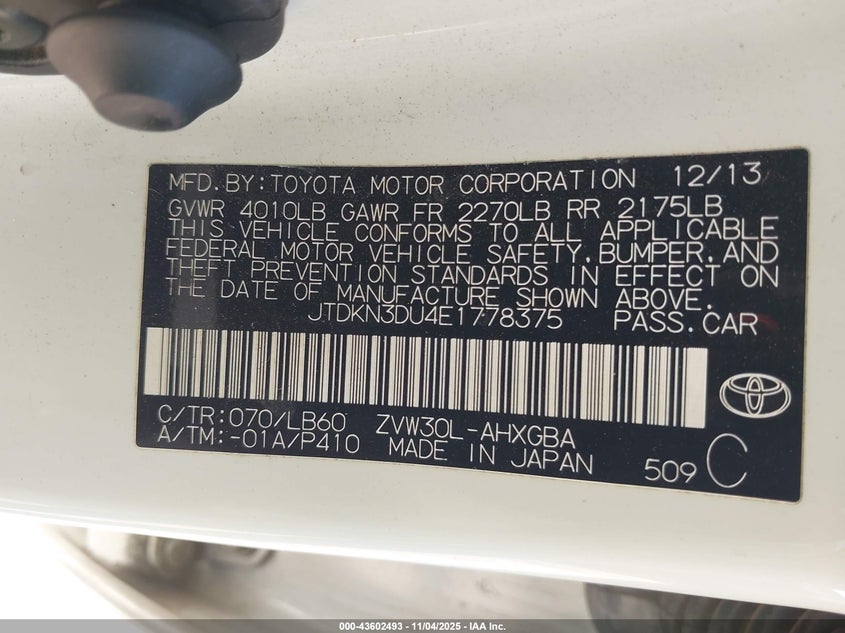 MFD. BY: TOYOTA MOTOR CORPORATION 12/13
GVWR 4010LB GAWR FR 2270LB RR 2175LB
THIS VEHICLE CONFORMS TO ALL APPLICABLE
FEDERAL MOTOR VEHICLE SAFETY, BUMPER, AND
THEFT PREVENTION STANDARDS IN EFFECT ON
THE DATE OF MANUFACTURE SHOWN ABOVE.
JTDKN3DU4E1778375 PASS. CAR
C/TR: 070/LB60 ZVW30L-AHXGBA
A/TM: -01A/P410 MADE IN JAPAN
509 C
000-43602493 - 11/04/2025 - IAA Inc.